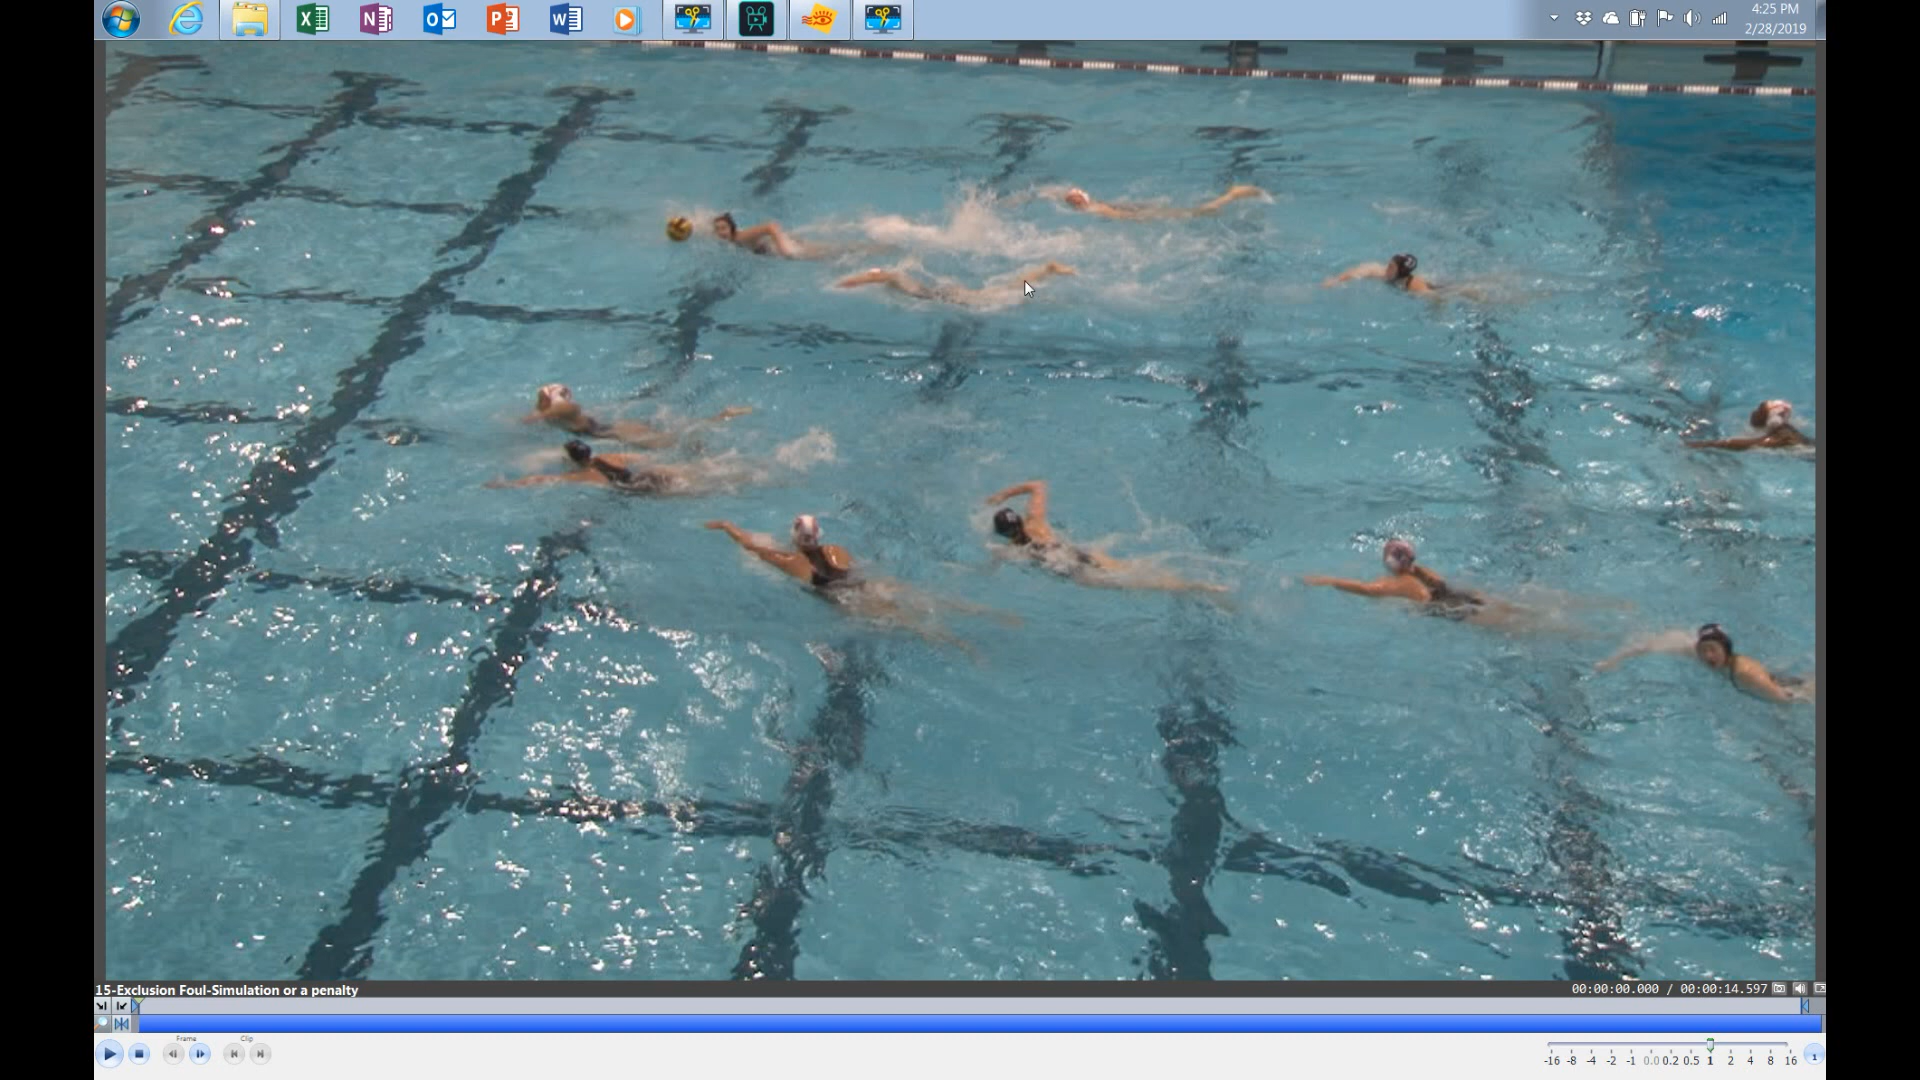 4:25 PM
2/28/2019
15-Exclusion Foul-Simulation or a penalty
00:00:00.000 / 00:00:14.597
Frame
Clip
-16 -8 -4 -2 -1 0.0 0.2 0.5 1 2 4 8 16
1